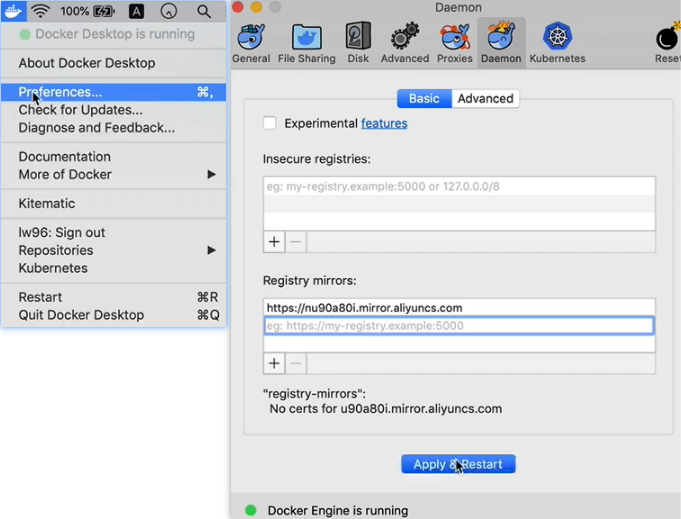 100%
A
Docker Desktop is running
About Docker Desktop
Preferences... ⌘,
Check for Updates...
Diagnose and Feedback...
Documentation
More of Docker
Kitematic
lw96: Sign out
Repositories
Kubernetes
Restart ⌘R
Quit Docker Desktop ⌘Q
Daemon
General File Sharing Disk Advanced Proxies Daemon Kubernetes Reset
Basic Advanced
Experimental features
Insecure registries:
eg: my-registry.example:5000 or 127.0.0.0/8
Registry mirrors:
https://nu90a80i.mirror.aliyuncs.com
eg: https://my-registry.example:5000
"registry-mirrors":
No certs for u90a80i.mirror.aliyuncs.com
Apply & Restart
Docker Engine is running